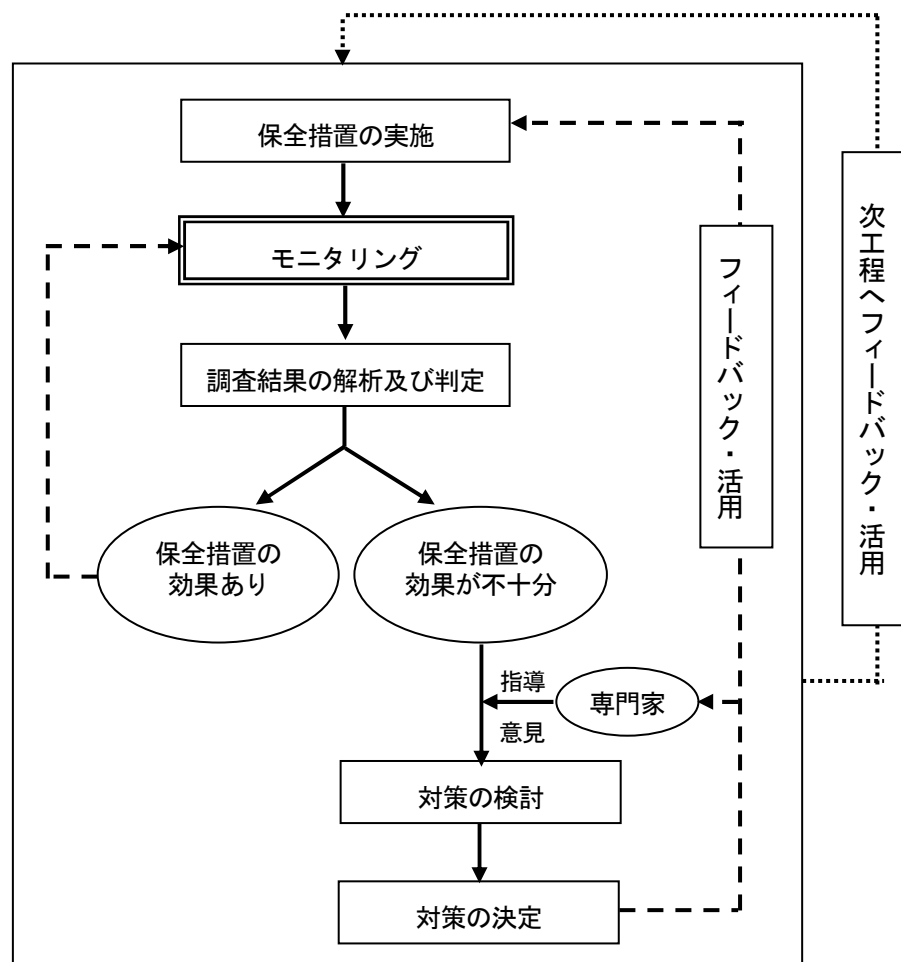 保全措置の実施
モニタリング
調査結果の解析及び判定
保全措置の
効果あり
保全措置の
効果が不十分
指導
意見
専門家
対策の検討
対策の決定
フィードバック・活用
次工程へフィードバック・活用